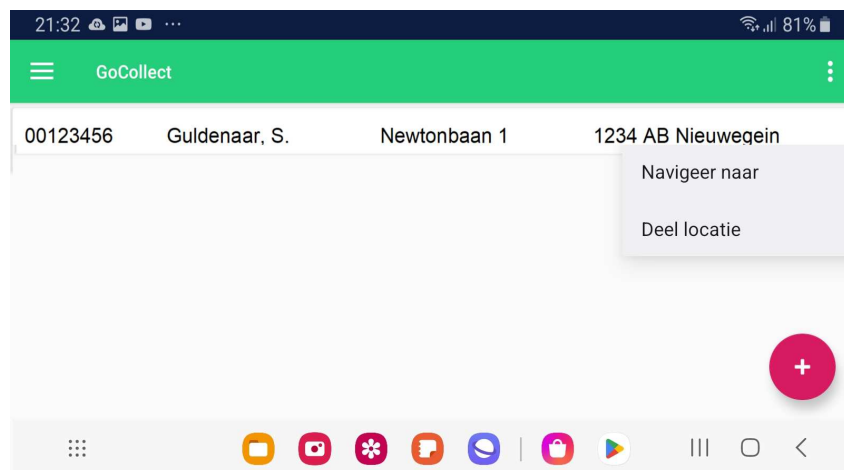 21:32 81%
GoCollect
00123456 Guldenaar, S. Newtonbaan 1 1234 AB Nieuwegein
Navigeer naar
Deel locatie
+